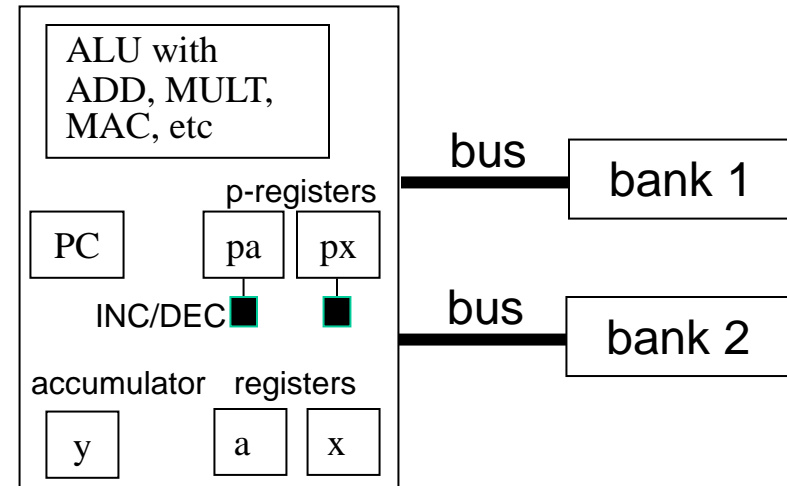 ALU with
ADD, MULT,
MAC, etc
bus
bank 1
p-registers
PC
pa
px
INC/DEC
bus
bank 2
accumulator
registers
y
a
x